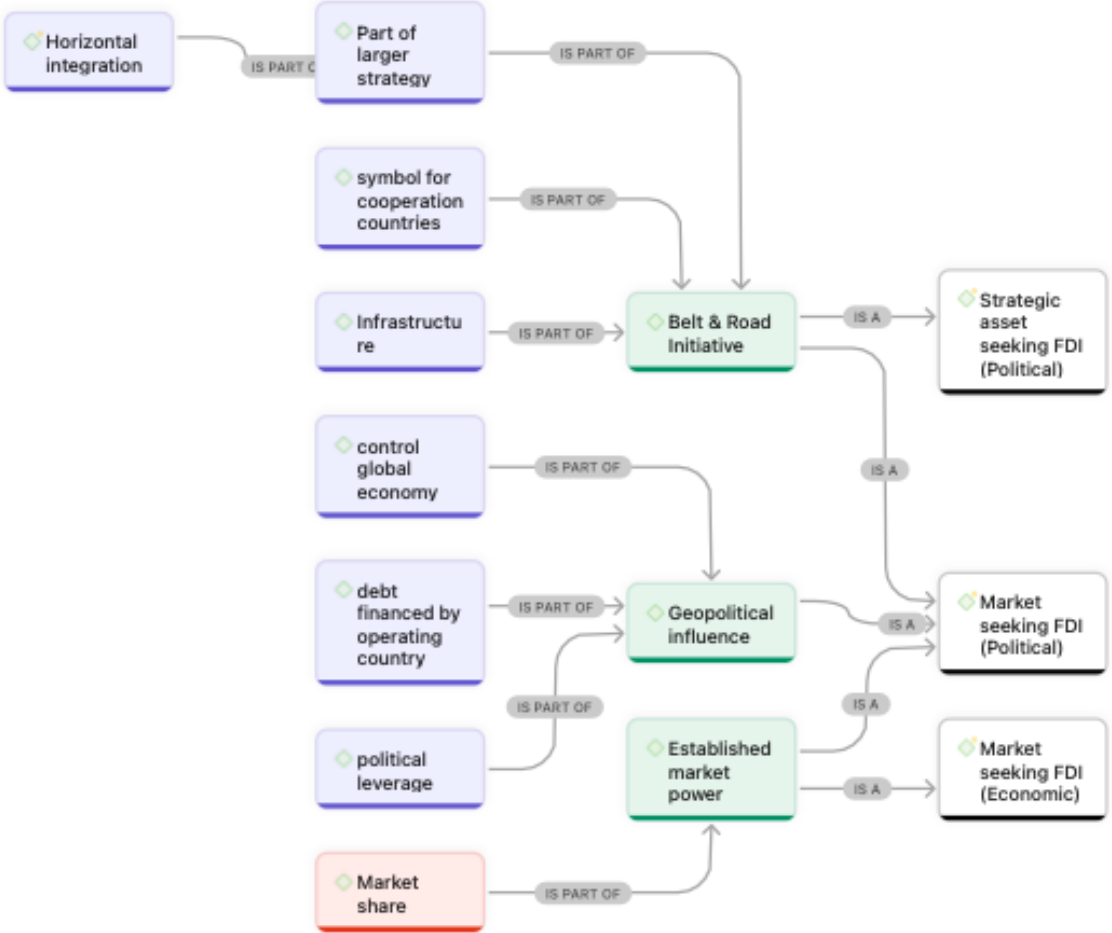 Horizontal
integration
IS PART O
Part of
larger
strategy
IS PART OF
symbol for
cooperation
countries
IS PART OF
Infrastructu
re
IS PART OF
Belt & Road
Initiative
IS A
Strategic
asset
seeking FDI
(Political)
IS A
control
global
economy
IS PART OF
debt
financed by
operating
country
IS PART OF
Geopolitical
influence
IS A
Market
seeking FDI
(Political)
IS PART OF
political
leverage
IS A
Established
market
power
IS A
Market
seeking FDI
(Economic)
Market
share
IS PART OF